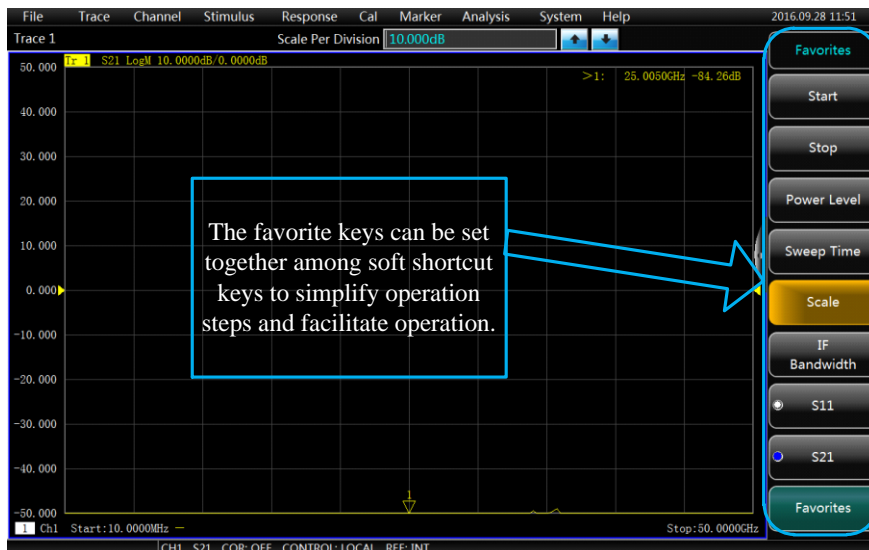 File Trace Channel Stimulus Response Cal Marker Analysis System Help 2016.09.28 11:51
Trace 1 Scale Per Division 10.000dB
Tr 1 S21 LogM 10.0000dB/0.0000dB
>1: 25.0050GHz -84.26dB
50.000
40.000
30.000
20.000
10.000
0.000
-10.000
-20.000
-30.000
-40.000
-50.000
The favorite keys can be set
together among soft shortcut
keys to simplify operation
steps and facilitate operation.
1
1 Ch1 Start:10.0000MHz — Stop:50.0000GHz
CH1 S21 COR: OFF CONTROL: LOCAL REF: INT
Favorites
Start
Stop
Power Level
Sweep Time
Scale
IF
Bandwidth
S11
S21
Favorites